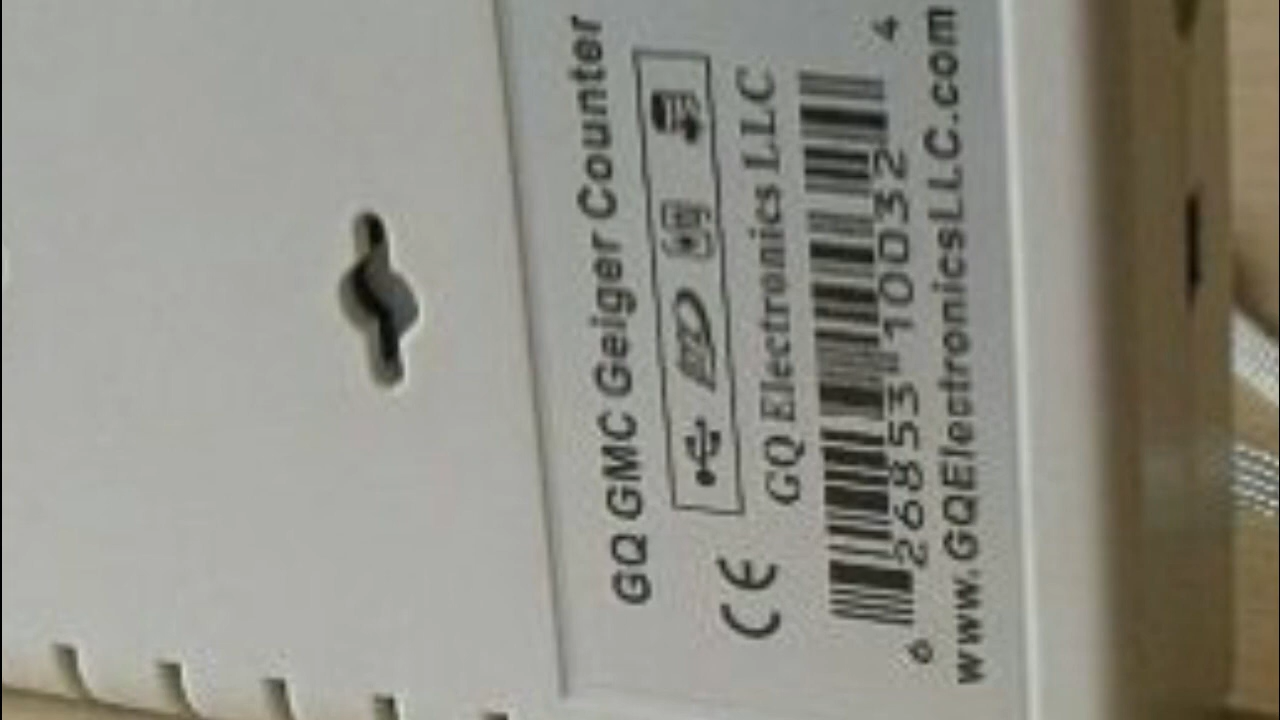 GQ GMC Geiger Counter
CE
GQ Electronics LLC
6 26853 10032 4
www.GQElectronicsLLC.com